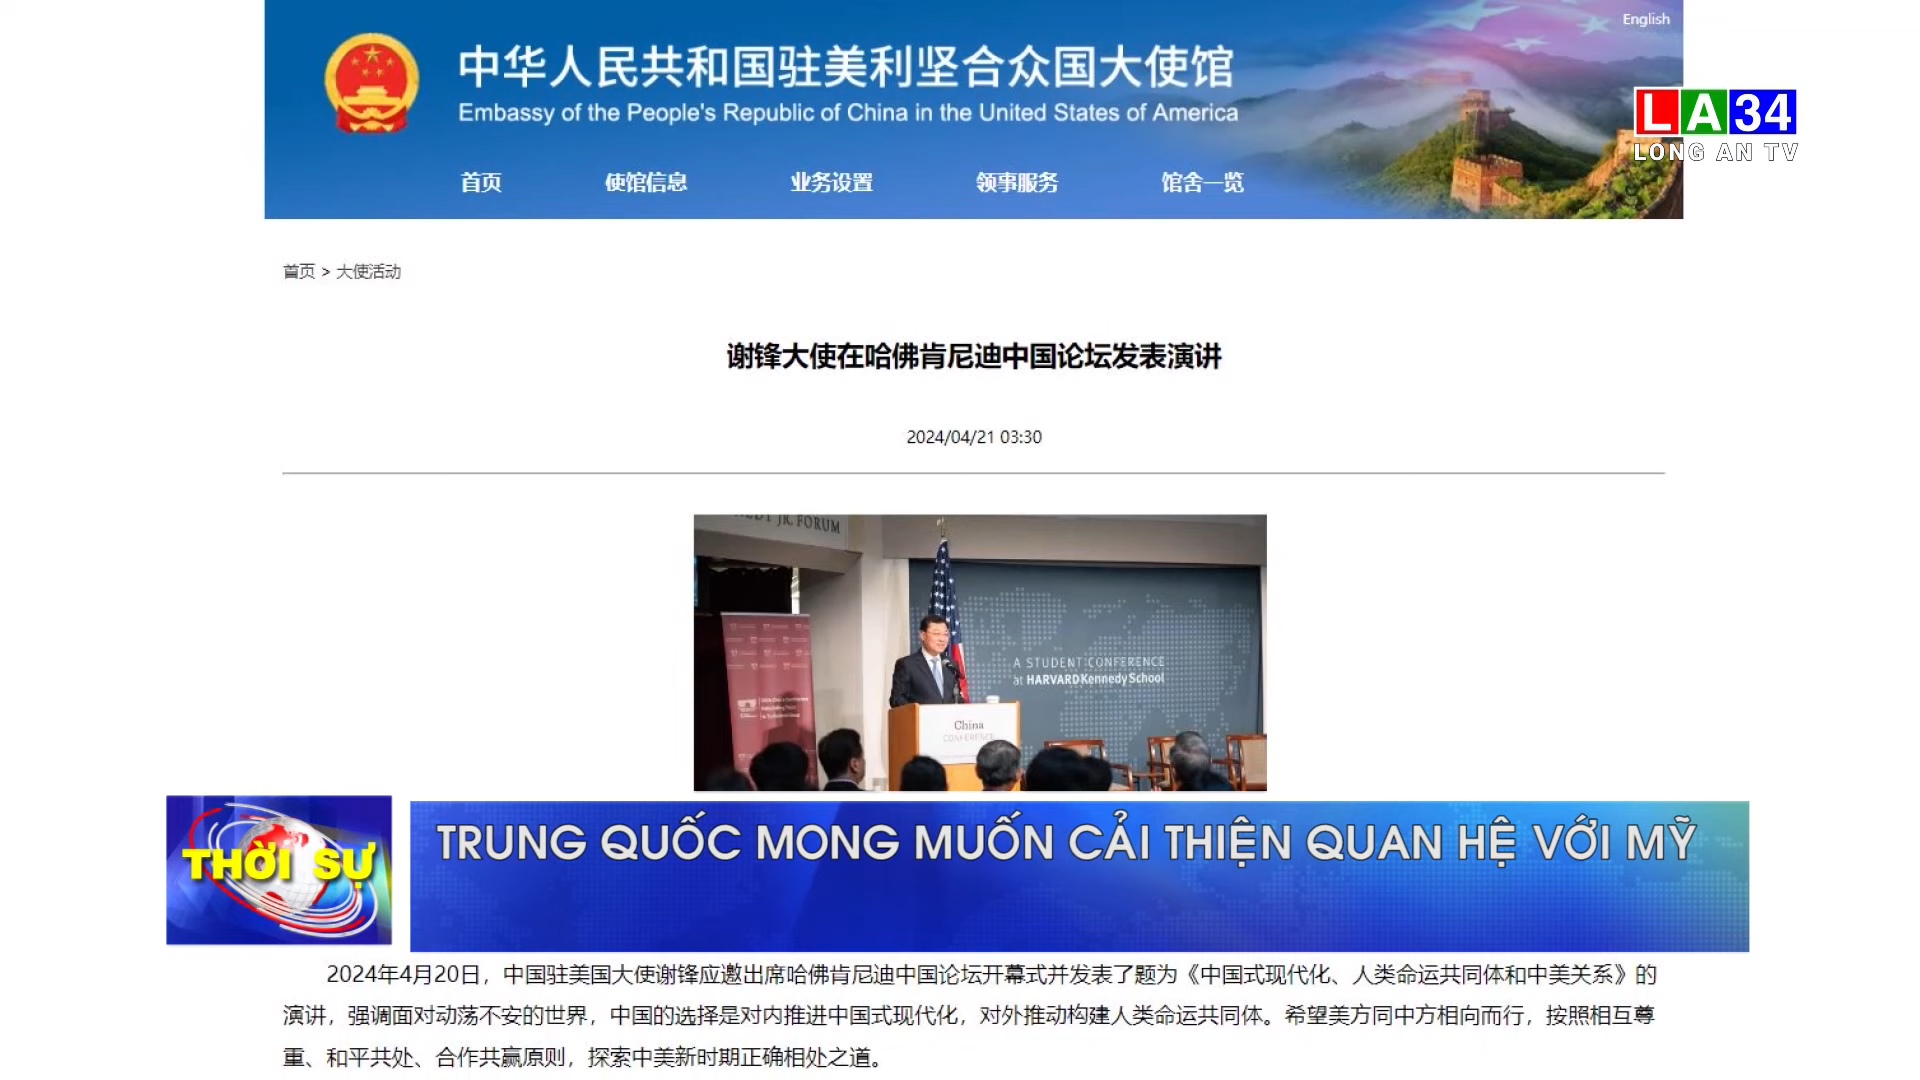 English
中华人民共和国驻美利坚合众国大使馆
Embassy of the People's Republic of China in the United States of America
LA34
LONG AN TV
首页 使馆信息 业务设置 领事服务 馆舍一览
首页 > 大使活动
谢锋大使在哈佛肯尼迪中国论坛发表演讲
2024/04/21 03:30
JR. FORUM
A STUDENT CONFERENCE
at HARVARD Kennedy School
China
CONFERENCE
THỜI SỰ
TRUNG QUỐC MONG MUỐN CẢI THIỆN QUAN HỆ VỚI MỸ
2024年4月20日，中国驻美国大使谢锋应邀出席哈佛肯尼迪中国论坛开幕式并发表了题为《中国式现代化、人类命运共同体和中美关系》的
演讲，强调面对动荡不安的世界，中国的选择是对内推进中国式现代化，对外推动构建人类命运共同体。希望美方同中方相向而行，按照相互尊
重、和平共处、合作共赢原则，探索中美新时期正确相处之道。